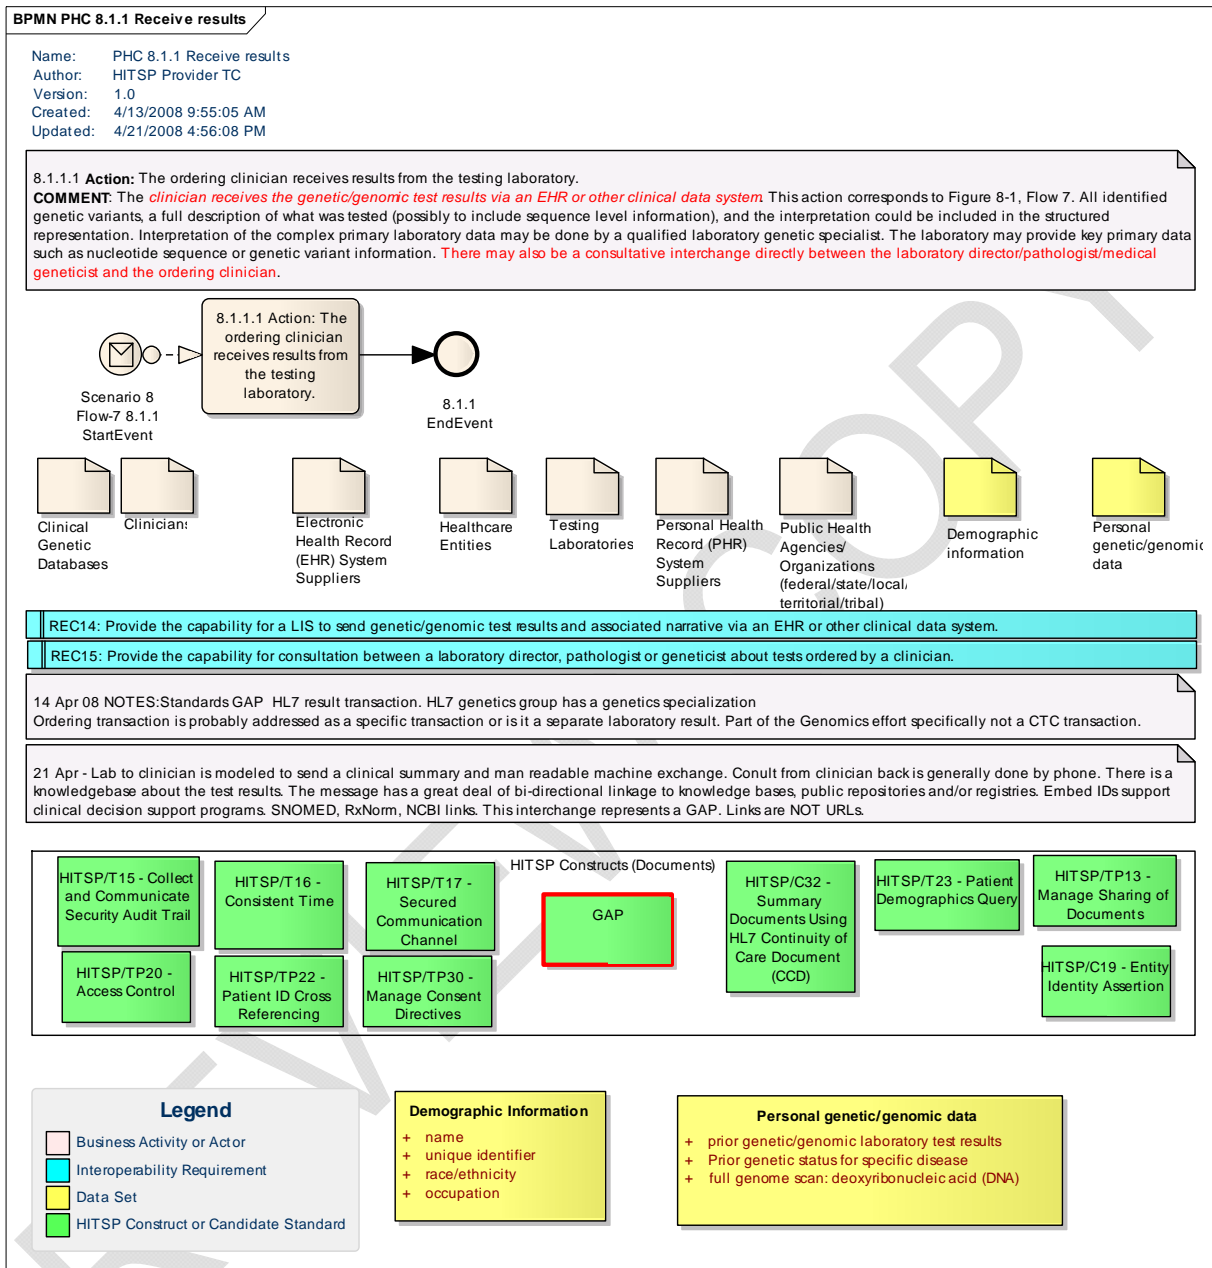 BPMN PHC 8.1.1 Receive results
Name: PHC 8.1.1 Receive results
Author: HITSP Provider TC
Version: 1.0
Created: 4/13/2008 9:55:05 AM
Updated: 4/21/2008 4:56:08 PM
8.1.1.1 Action: The ordering clinician receives results from the testing laboratory.
COMMENT: The clinician receives the genetic/genomic test results via an EHR or other clinical data system. This action corresponds to Figure 8-1, Flow 7. All identified
genetic variants, a full description of what was tested (possibly to include sequence level information), and the interpretation could be included in the structured
representation. Interpretation of the complex primary laboratory data may be done by a qualified laboratory genetic specialist. The laboratory may provide key primary data
such as nucleotide sequence or genetic variant information. There may also be a consultative interchange directly between the laboratory director/pathologist/medical
geneticist and the ordering clinician.
8.1.1.1 Action: The
ordering clinician
receives results from
the testing
laboratory.
Scenario 8
Flow-7 8.1.1
StartEvent
8.1.1
EndEvent
Clinical
Genetic
Databases
Clinicians
Electronic
Health Record
(EHR) System
Suppliers
Healthcare
Entities
Testing
Laboratories
Personal Health
Record (PHR)
System
Suppliers
Public Health
Agencies/
Organizations
(federal/state/local/
territorial/tribal)
Demographic
information
Personal
genetic/genomic
data
REC14: Provide the capability for a LIS to send genetic/genomic test results and associated narrative via an EHR or other clinical data system.
REC15: Provide the capability for consultation between a laboratory director, pathologist or geneticist about tests ordered by a clinician.
14 Apr 08 NOTES:Standards GAP  HL7 result transaction. HL7 genetics group has a genetics specialization
Ordering transaction is probably addressed as a specific transaction or is it a separate laboratory result. Part of the Genomics effort specifically not a CTC transaction.
21 Apr - Lab to clinician is modeled to send a clinical summary and man readable machine exchange. Conult from clinician back is generally done by phone. There is a
knowledgebase about the test results. The message has a great deal of bi-directional linkage to knowledge bases, public repositories and/or registries. Embed IDs support
clinical decision support programs. SNOMED, RxNorm, NCBI links. This interchange represents a GAP. Links are NOT URLs.
HITSP Constructs (Documents)
HITSP/T15 - Collect
and Communicate
Security Audit Trail
HITSP/T16 -
Consistent Time
HITSP/T17 -
Secured
Communication
Channel
GAP
HITSP/C32 -
Summary
Documents Using
HL7 Continuity of
Care Document
(CCD)
HITSP/T23 - Patient
Demographics Query
HITSP/TP13 -
Manage Sharing of
Documents
HITSP/TP20 -
Access Control
HITSP/TP22 -
Patient ID Cross
Referencing
HITSP/TP30 -
Manage Consent
Directives
HITSP/C19 - Entity
Identity Assertion
Legend
Business Activity or Actor
Interoperability Requirement
Data Set
HITSP Construct or Candidate Standard
Demographic Information
+ name
+ unique identifier
+ race/ethnicity
+ occupation
Personal genetic/genomic data
+ prior genetic/genomic laboratory test results
+ Prior genetic status for specific disease
+ full genome scan: deoxyribonucleic acid (DNA)
REVIEW COPY